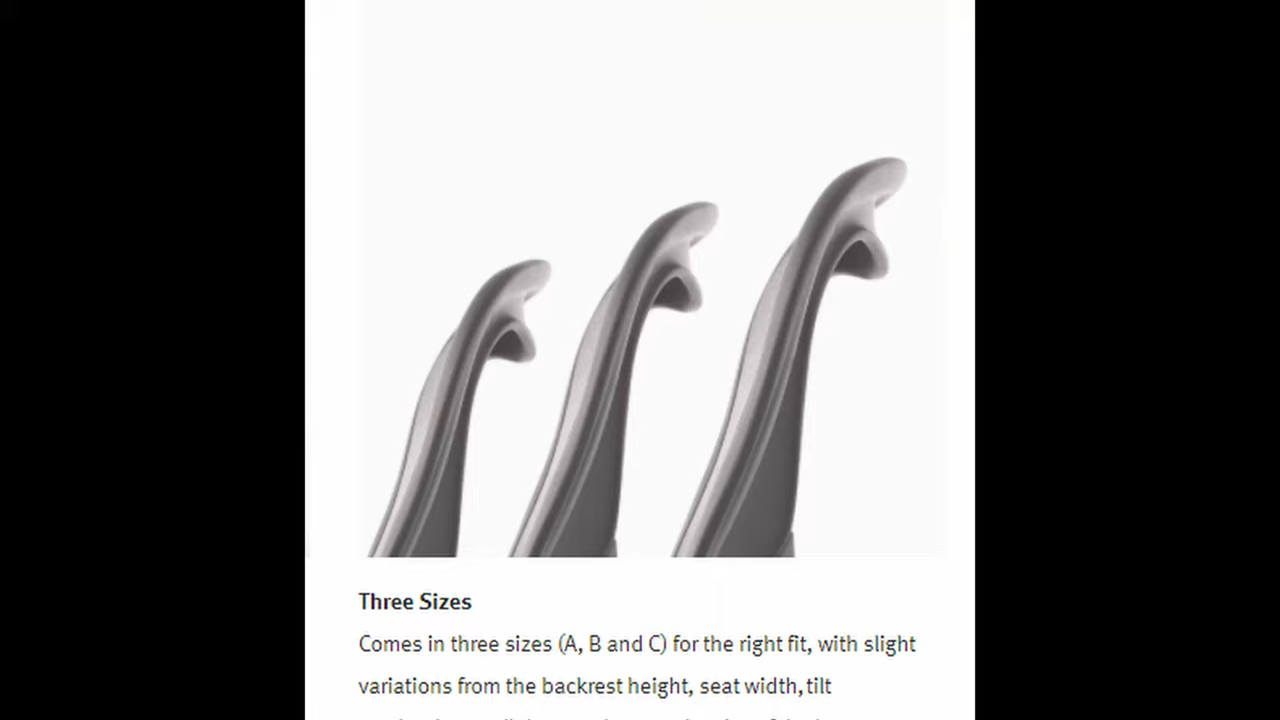 Three Sizes
Comes in three sizes (A, B and C) for the right fit, with slight
variations from the backrest height, seat width, tilt